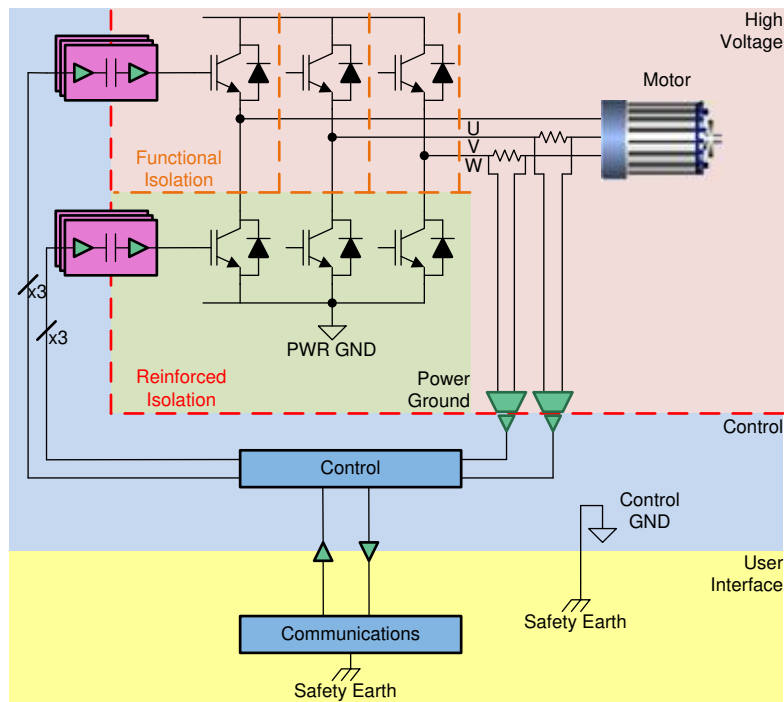 High
Voltage
Motor
U
V
W
Functional
Isolation
x3
x3
PWR GND
Reinforced
Isolation
Power
Ground
Control
Control
Control
GND
User
Interface
Communications
Safety Earth
Safety Earth